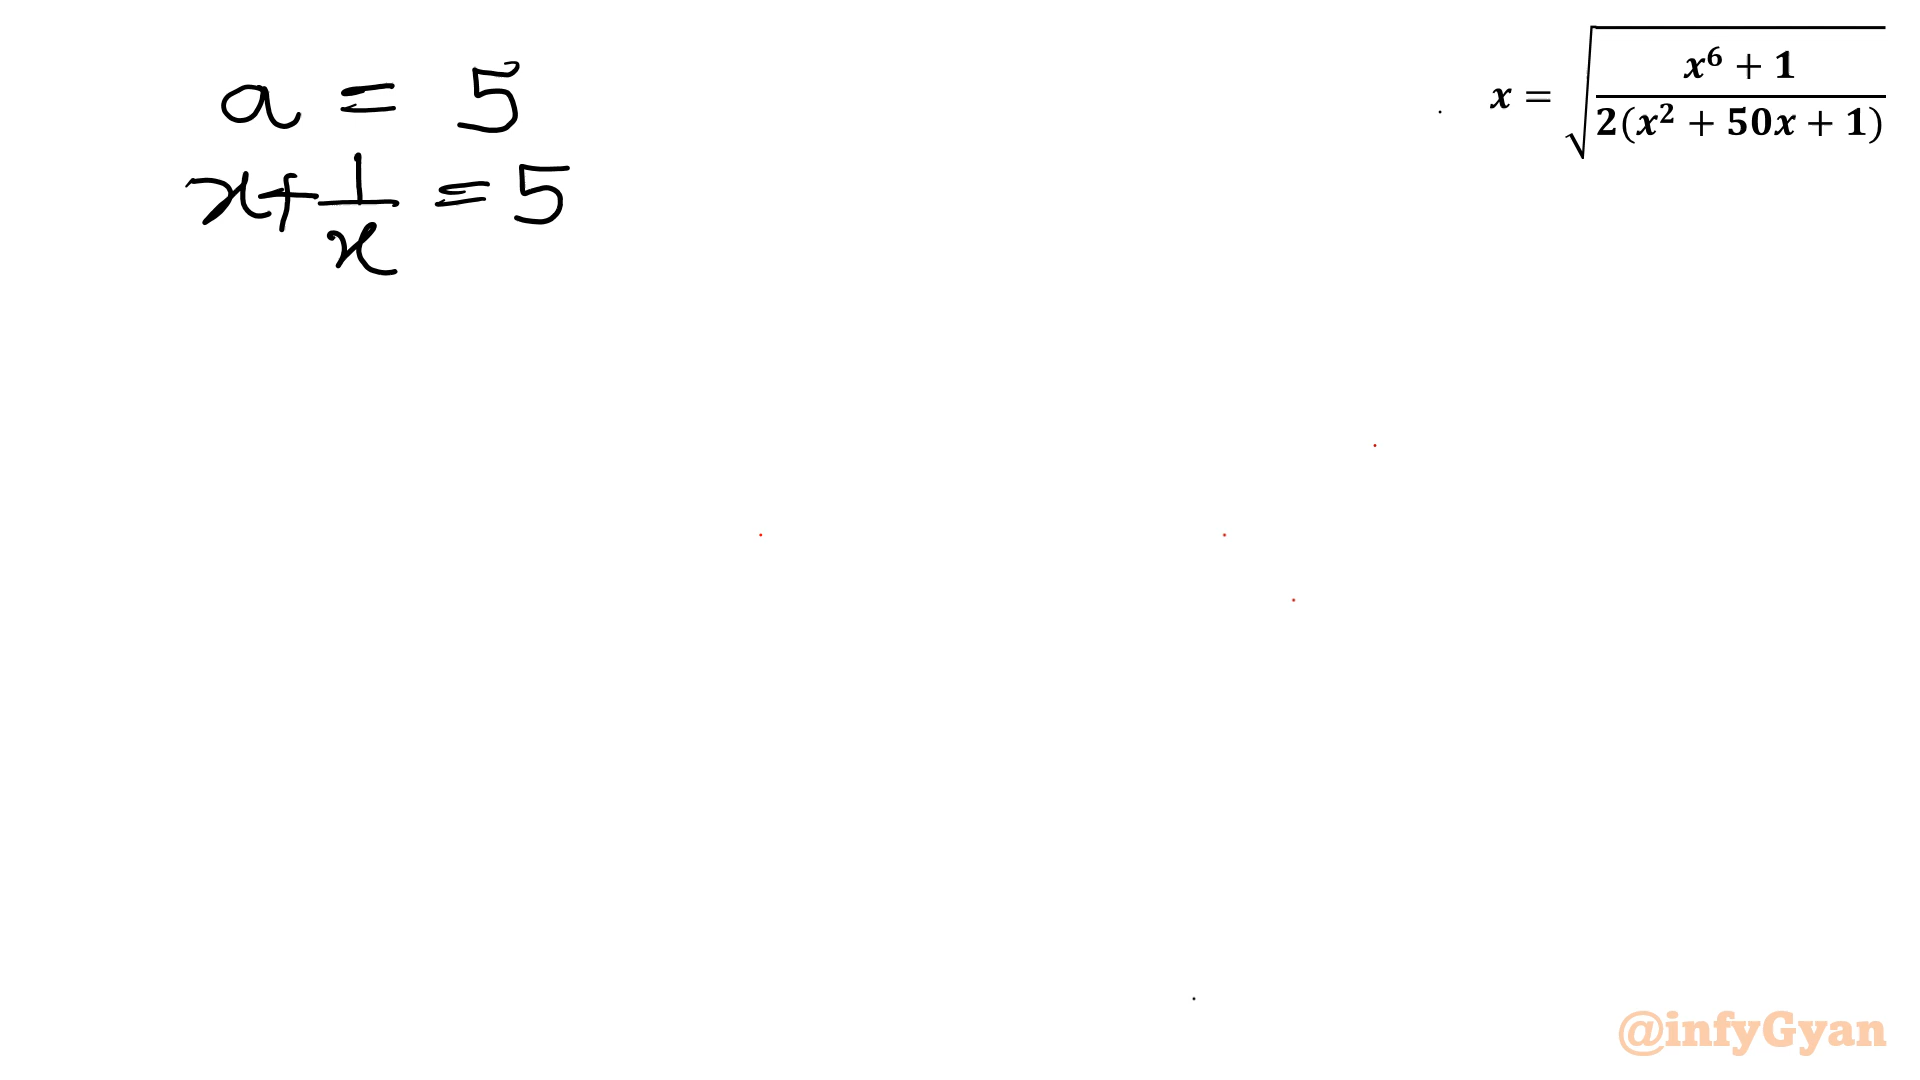 a = 5
x + 1/x = 5
x = √((x⁶ + 1)/(2(x² + 50x + 1)))
@infyGyan